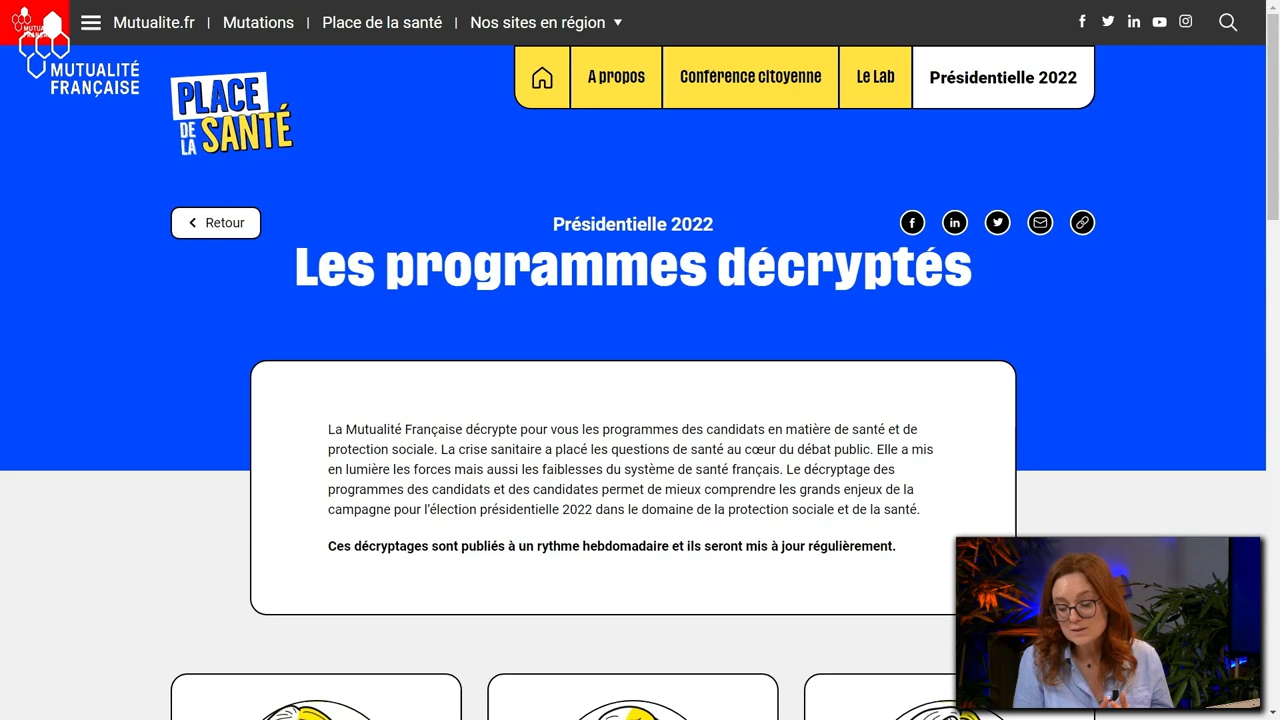 Mutualite.fr | Mutations | Place de la santé | Nos sites en région
MUTUALITÉ
FRANÇAISE
PLACE
DE LA SANTÉ
A propos
Conférence citoyenne
Le Lab
Présidentielle 2022
Retour
Présidentielle 2022
Les programmes décryptés
La Mutualité Française décrypte pour vous les programmes des candidats en matière de santé et de
protection sociale. La crise sanitaire a placé les questions de santé au cœur du débat public. Elle a mis
en lumière les forces mais aussi les faiblesses du système de santé français. Le décryptage des
programmes des candidats et des candidates permet de mieux comprendre les grands enjeux de la
campagne pour l’élection présidentielle 2022 dans le domaine de la protection sociale et de la santé.
Ces décryptages sont publiés à un rythme hebdomadaire et ils seront mis à jour régulièrement.